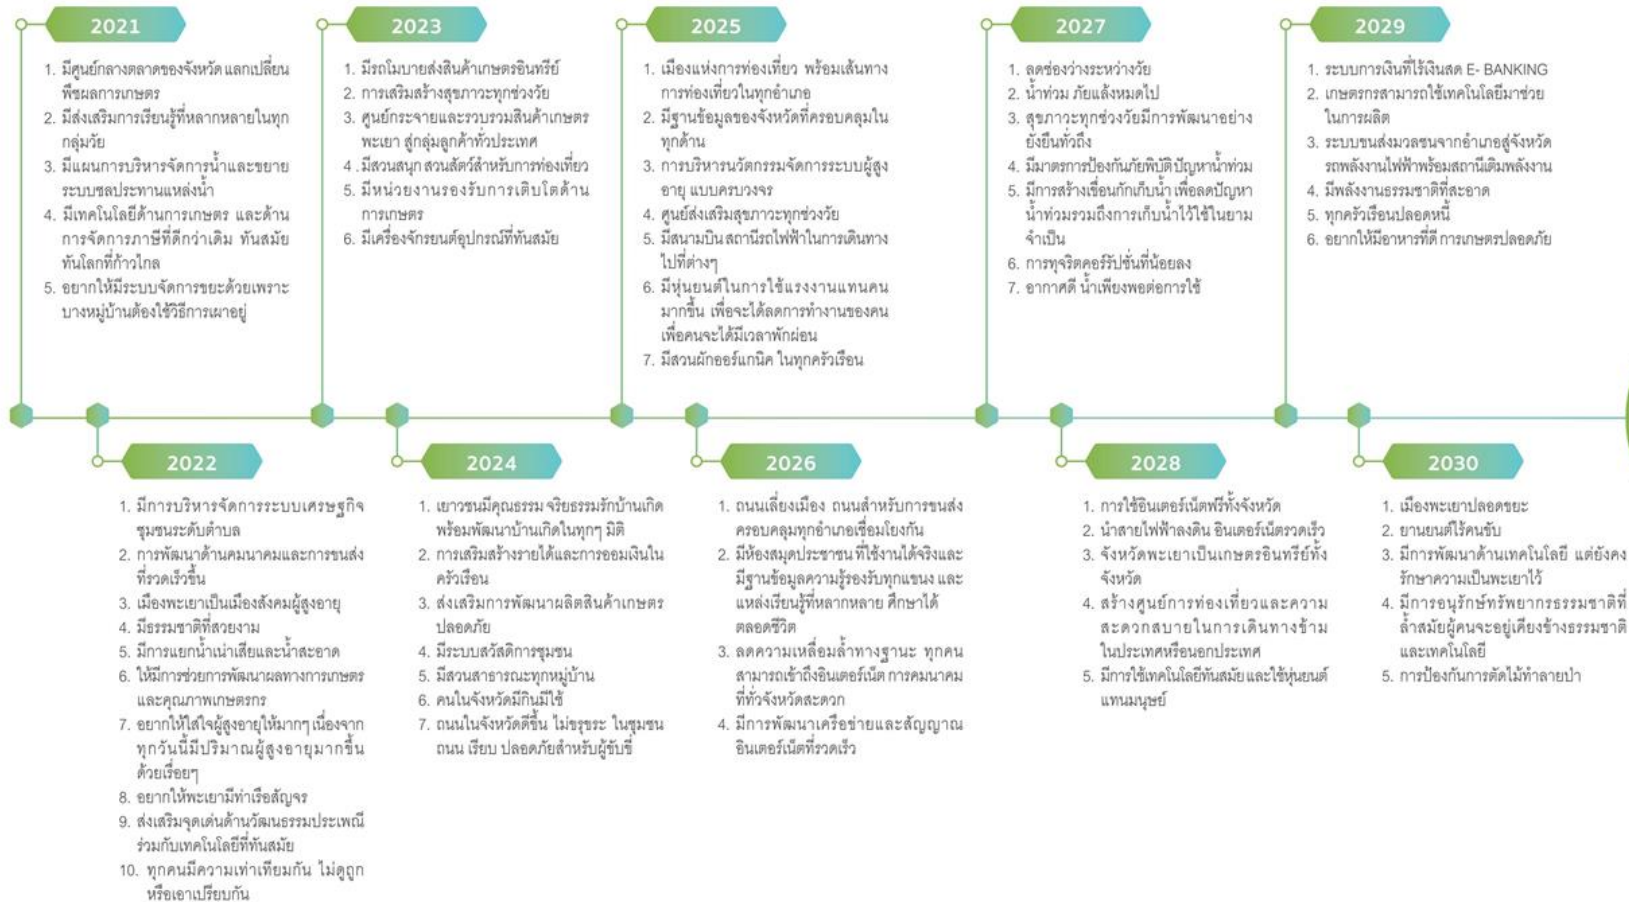 2021
1. มีศูนย์กลางตลาดของจังหวัด แลกเปลี่ยน
พืชผลการเกษตร
2. มีส่งเสริมการเรียนรู้ที่หลากหลายในทุก
กลุ่มวัย
3. มีแผนการบริหารจัดการน้ำและขยาย
ระบบชลประทานแหล่งน้ำ
4. มีเทคโนโลยีด้านการเกษตร และด้าน
การจัดการภาษีที่ดีกว่าเดิม ทันสมัย
ทันโลกที่ก้าวไกล
5. อยากให้มีระบบจัดการขยะด้วยเพราะ
บางหมู่บ้านต้องใช้วิธีการเผาอยู่
2023
1. มีรถโมบายส่งสินค้าเกษตรอินทรีย์
2. การเสริมสร้างสุขภาวะทุกช่วงวัย
3. ศูนย์กระจายและรวบรวมสินค้าเกษตร
พะเยา สู่กลุ่มลูกค้าทั่วประเทศ
4 . มีสวนสนุก สวนสัตว์สำหรับการท่องเที่ยว
5. มีหน่วยงานรองรับการเติบโตด้าน
การเกษตร
6. มีเครื่องจักรยนต์อุปกรณ์ที่ทันสมัย
2025
1. เมืองแห่งการท่องเที่ยว พร้อมเส้นทาง
การท่องเที่ยวในทุกอำเภอ
2. มีฐานข้อมูลของจังหวัดที่ครอบคลุมใน
ทุกด้าน
3. การบริหารนวัตกรรมจัดการระบบผู้สูง
อายุ แบบครบวงจร
4. ศูนย์ส่งเสริมสุขภาวะทุกช่วงวัย
5. มีสนามบิน สถานีรถไฟฟ้าในการเดินทาง
ไปที่ต่างๆ
6. มีหุ่นยนต์ในการใช้แรงงานแทนคน
มากขึ้น เพื่อจะได้ลดการทำงานของคน
เพื่อคนจะได้มีเวลาพักผ่อน
7. มีสวนผักออร์แกนิค ในทุกครัวเรือน
2027
1. ลดช่องว่างระหว่างวัย
2. น้ำท่วม ภัยแล้งหมดไป
3. สุขภาวะทุกช่วงวัยมีการพัฒนาอย่าง
ยั่งยืนทั่วถึง
4. มีมาตรการป้องกันภัยพิบัติ ปัญหาน้ำท่วม
5. มีการสร้างเขื่อนกักเก็บน้ำ เพื่อลดปัญหา
น้ำท่วมรวมถึงการเก็บน้ำไว้ใช้ในยาม
จำเป็น
6. การทุจริตคอร์รัปชั่นที่น้อยลง
7. อากาศดี น้ำเพียงพอต่อการใช้
2029
1. ระบบการเงินที่ไร้เงินสด E- BANKING
2. เกษตรกรสามารถใช้เทคโนโลยีมาช่วย
ในการผลิต
3. ระบบขนส่งมวลชนจากอำเภอสู่จังหวัด
รถพลังงานไฟฟ้าพร้อมสถานีเติมพลังงาน
4. มีพลังงานธรรมชาติที่สะอาด
5. ทุกครัวเรือนปลอดหนี้
6. อยากให้มีอาหารที่ดี การเกษตรปลอดภัย
2022
1. มีการบริหารจัดการระบบเศรษฐกิจ
ชุมชนระดับตำบล
2. การพัฒนาด้านคมนาคมและการขนส่ง
ที่รวดเร็วขึ้น
3. เมืองพะเยาเป็นเมืองสังคมผู้สูงอายุ
4. มีธรรมชาติที่สวยงาม
5. มีการแยกน้ำเน่าเสียและน้ำสะอาด
6. ให้มีการช่วยการพัฒนาผลทางการเกษตร
และคุณภาพเกษตรกร
7. อยากให้ใส่ใจผู้สูงอายุให้มากๆ เนื่องจาก
ทุกวันนี้มีปริมาณผู้สูงอายุมากขึ้น
ด้วยเรื่อยๆ
8. อยากให้พะเยามีท่าเรือสัญจร
9. ส่งเสริมจุดเด่นด้านวัฒนธรรมประเพณี
ร่วมกับเทคโนโลยีที่ทันสมัย
10. ทุกคนมีความเท่าเทียมกัน ไม่ดูถูก
หรือเอาเปรียบกัน
2024
1. เยาวชนมีคุณธรรม จริยธรรมรักบ้านเกิด
พร้อมพัฒนาบ้านเกิดในทุกๆ มิติ
2. การเสริมสร้างรายได้และการออมเงินใน
ครัวเรือน
3. ส่งเสริมการพัฒนาผลิตสินค้าเกษตร
ปลอดภัย
4. มีระบบสวัสดิการชุมชน
5. มีสวนสาธารณะทุกหมู่บ้าน
6. คนในจังหวัดมีกินมีใช้
7. ถนนในจังหวัดดีขึ้น ไม่ขรุขระ ในชุมชน
ถนน เรียบ ปลอดภัยสำหรับผู้ขับขี่
2026
1. ถนนเลี่ยงเมือง ถนนสำหรับการขนส่ง
ครอบคลุมทุกอำเภอเชื่อมโยงกัน
2. มีห้องสมุดประชาชน ที่ใช้งานได้จริงและ
มีฐานข้อมูลความรู้รองรับทุกแขนง และ
แหล่งเรียนรู้ที่หลากหลาย ศึกษาได้
ตลอดชีวิต
3. ลดความเหลื่อมล้ำทางฐานะ ทุกคน
สามารถเข้าถึงอินเตอร์เน็ต การคมนาคม
ที่ทั่วจังหวัดสะดวก
4. มีการพัฒนาเครือข่ายและสัญญาณ
อินเตอร์เน็ตที่รวดเร็ว
2028
1. การใช้อินเตอร์เน็ตฟรีทั้งจังหวัด
2. นำสายไฟฟ้าลงดิน อินเตอร์เน็ตรวดเร็ว
3. จังหวัดพะเยาเป็นเกษตรอินทรีย์ทั้ง
จังหวัด
4. สร้างศูนย์การท่องเที่ยวและความ
สะดวกสบายในการเดินทางข้าม
ในประเทศหรือนอกประเทศ
5. มีการใช้เทคโนโลยีทันสมัยและใช้หุ่นยนต์
แทนมนุษย์
2030
1. เมืองพะเยาปลอดขยะ
2. ยานยนต์ไร้คนขับ
3. มีการพัฒนาด้านเทคโนโลยี แต่ยังคง
รักษาความเป็นพะเยาไว้
4. มีการอนุรักษ์ทรัพยากรธรรมชาติที่
ล้ำสมัยผู้คนจะอยู่เคียงข้างธรรมชาติ
และเทคโนโลยี
5. การป้องกันการตัดไม้ทำลายป่า